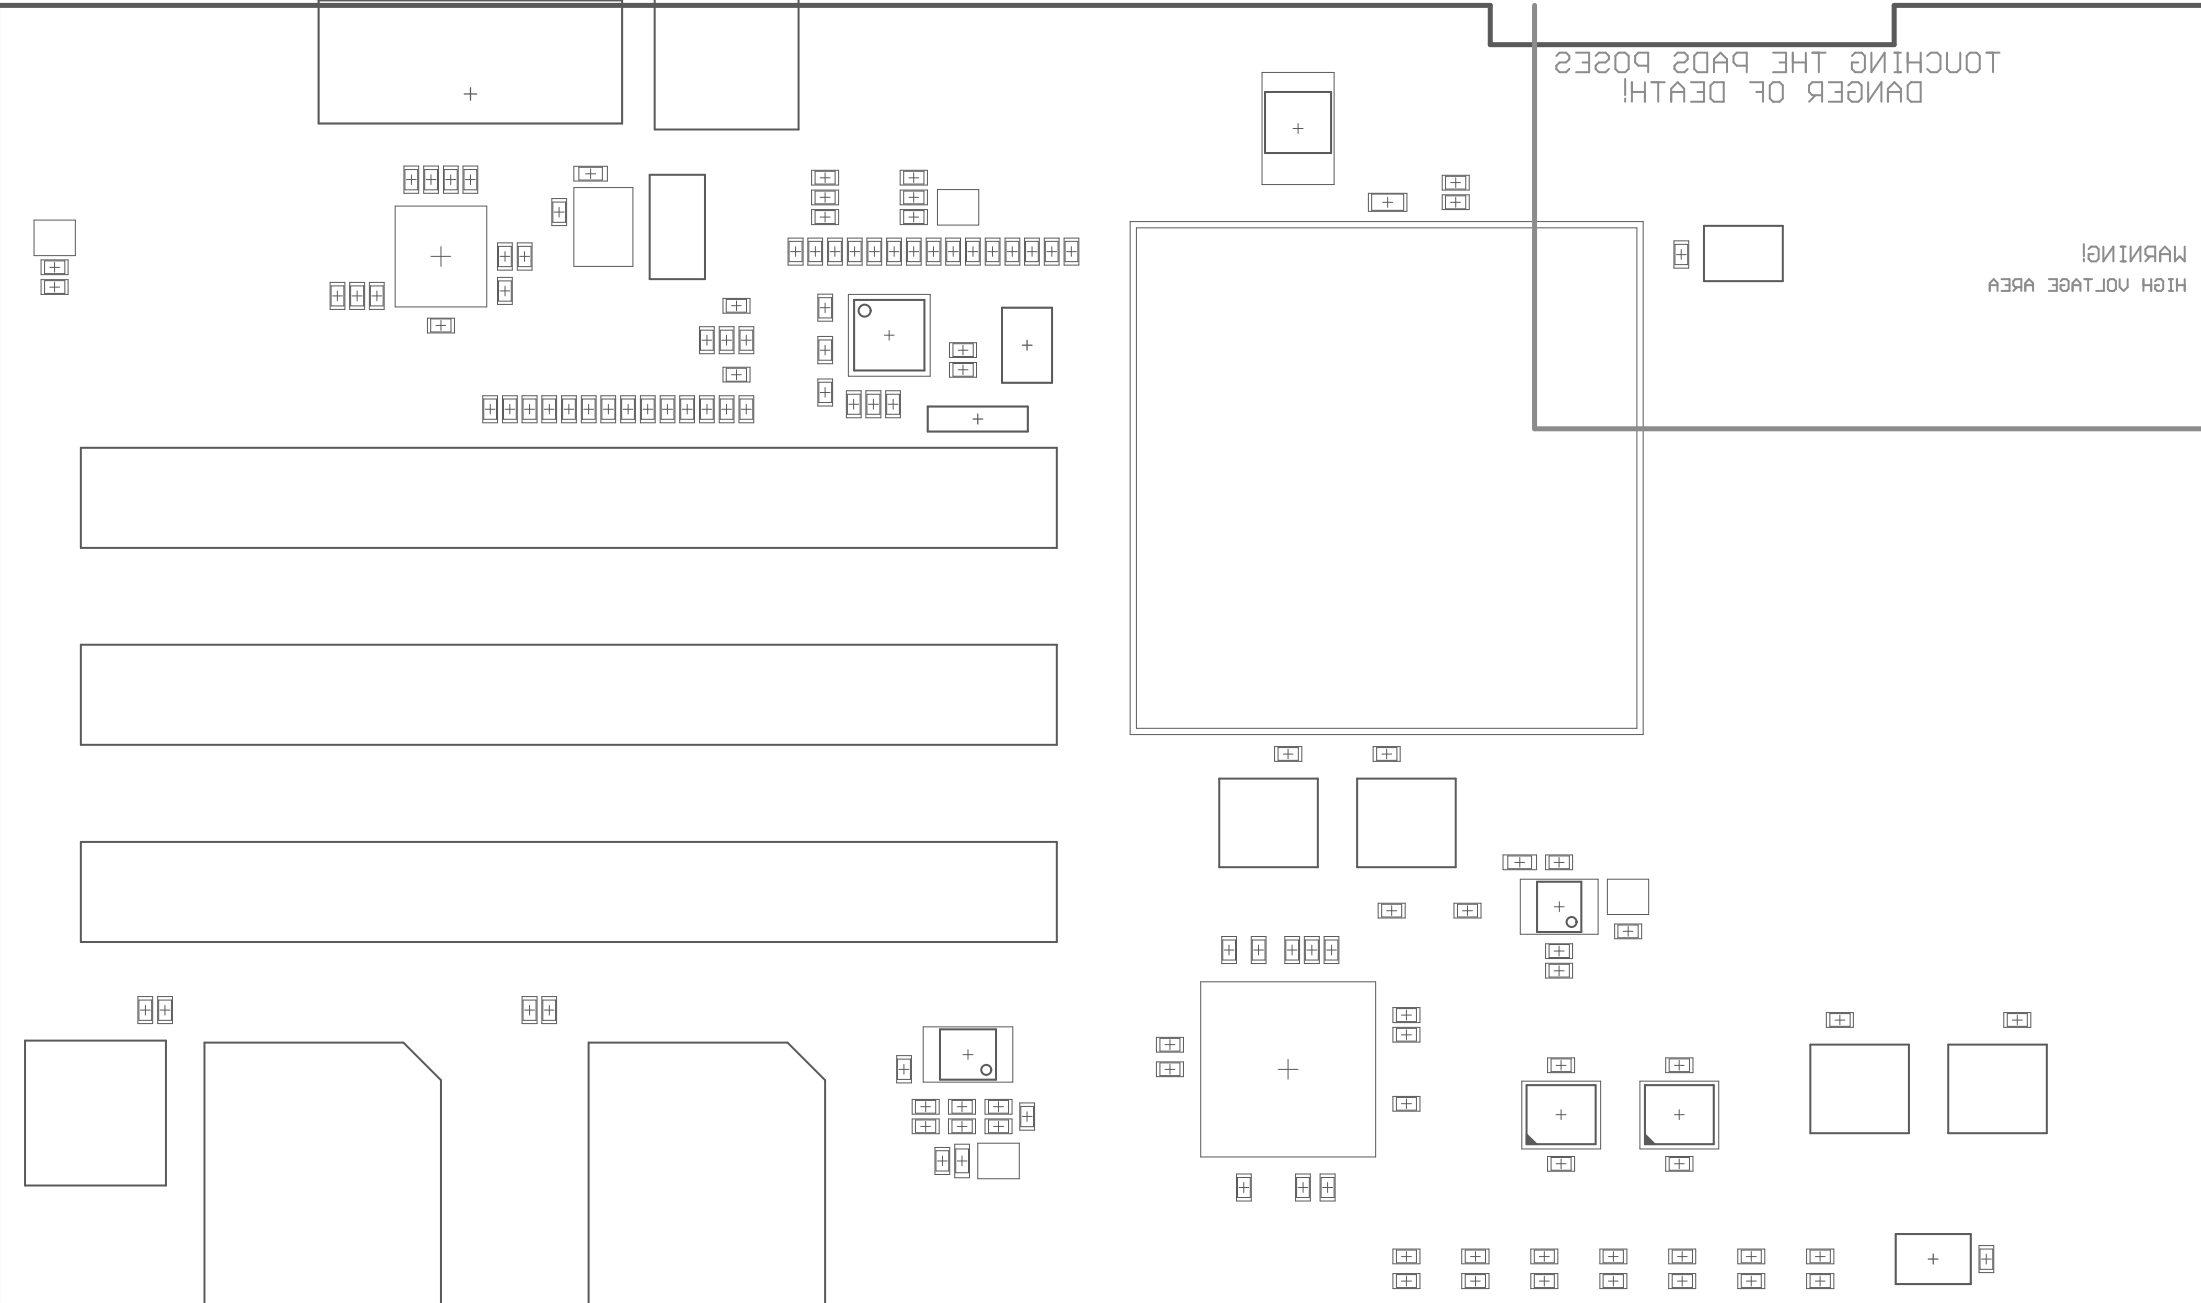 TOUCHING THE PADS POSES
DANGER OF DEATH!
WARNING!
HIGH VOLTAGE AREA